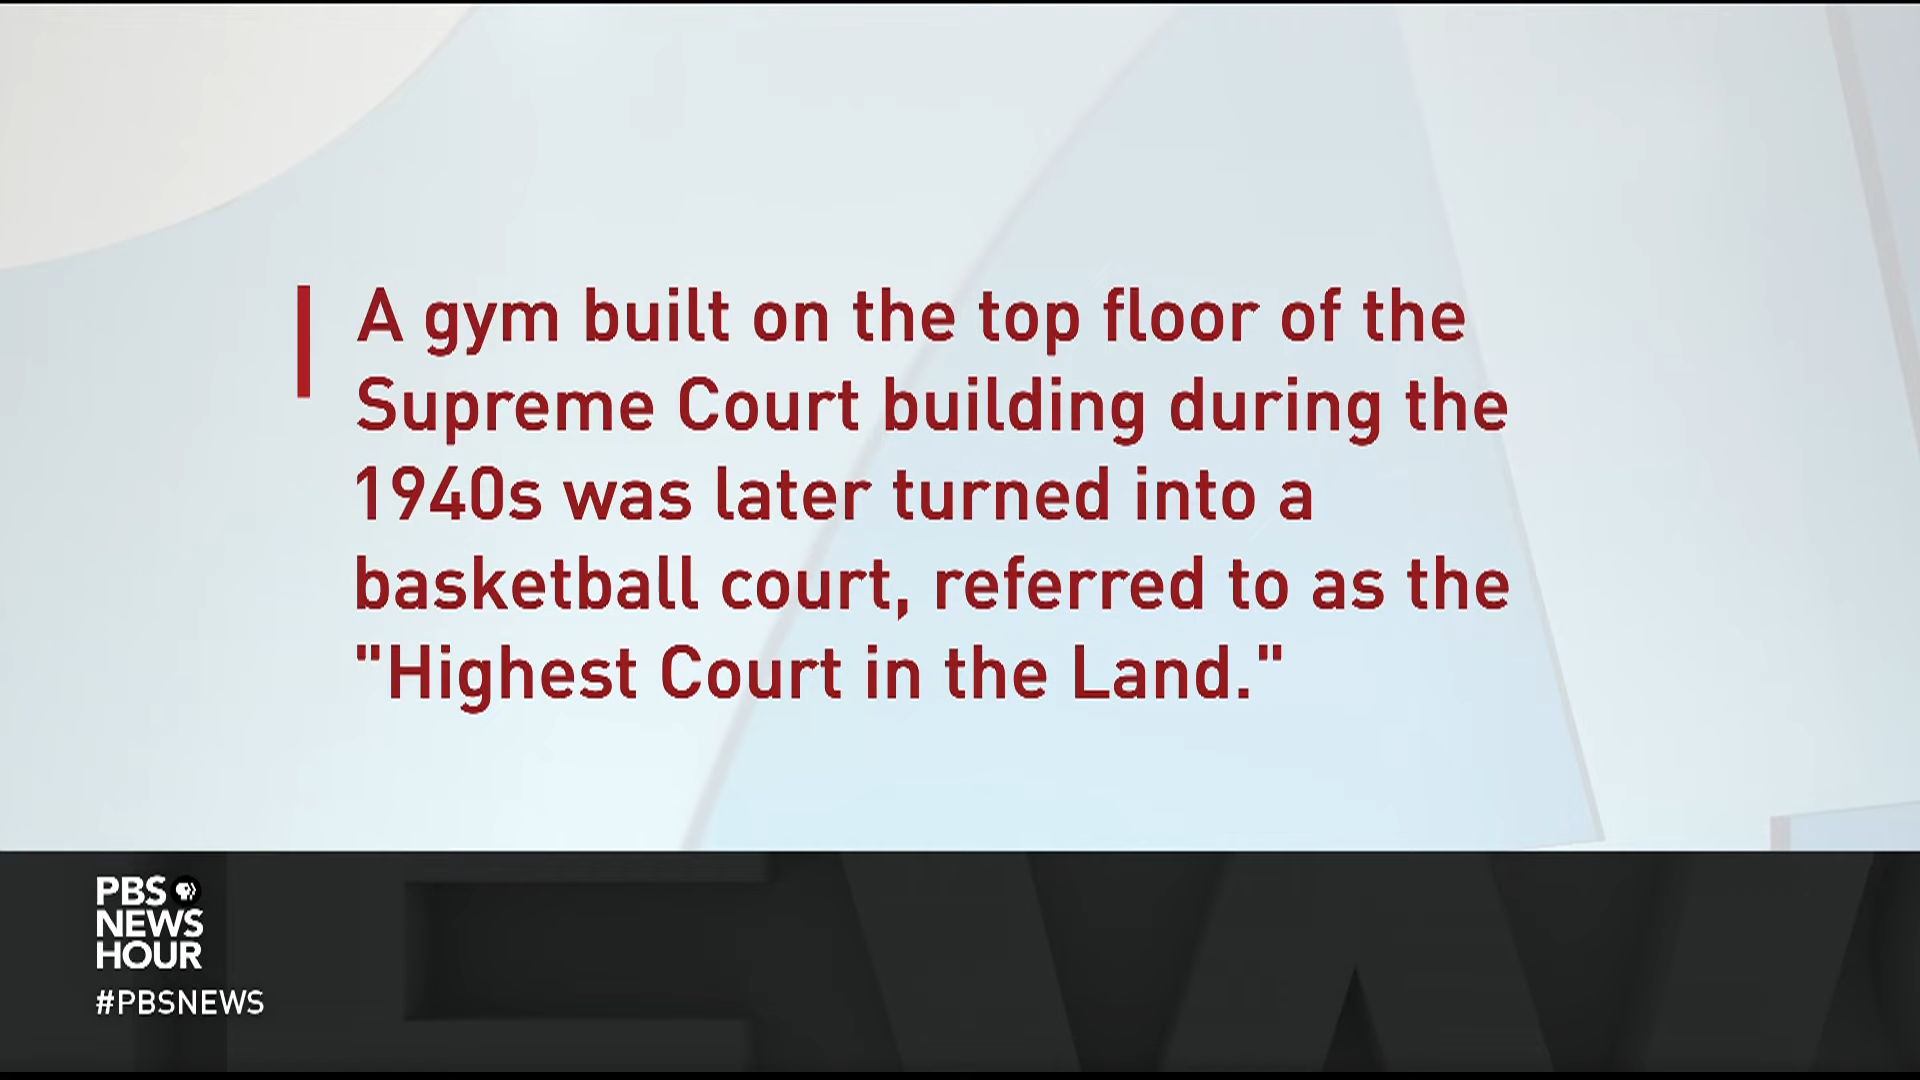 A gym built on the top floor of the
Supreme Court building during the
1940s was later turned into a
basketball court, referred to as the
"Highest Court in the Land."
PBS
NEWS
HOUR
#PBSNEWS